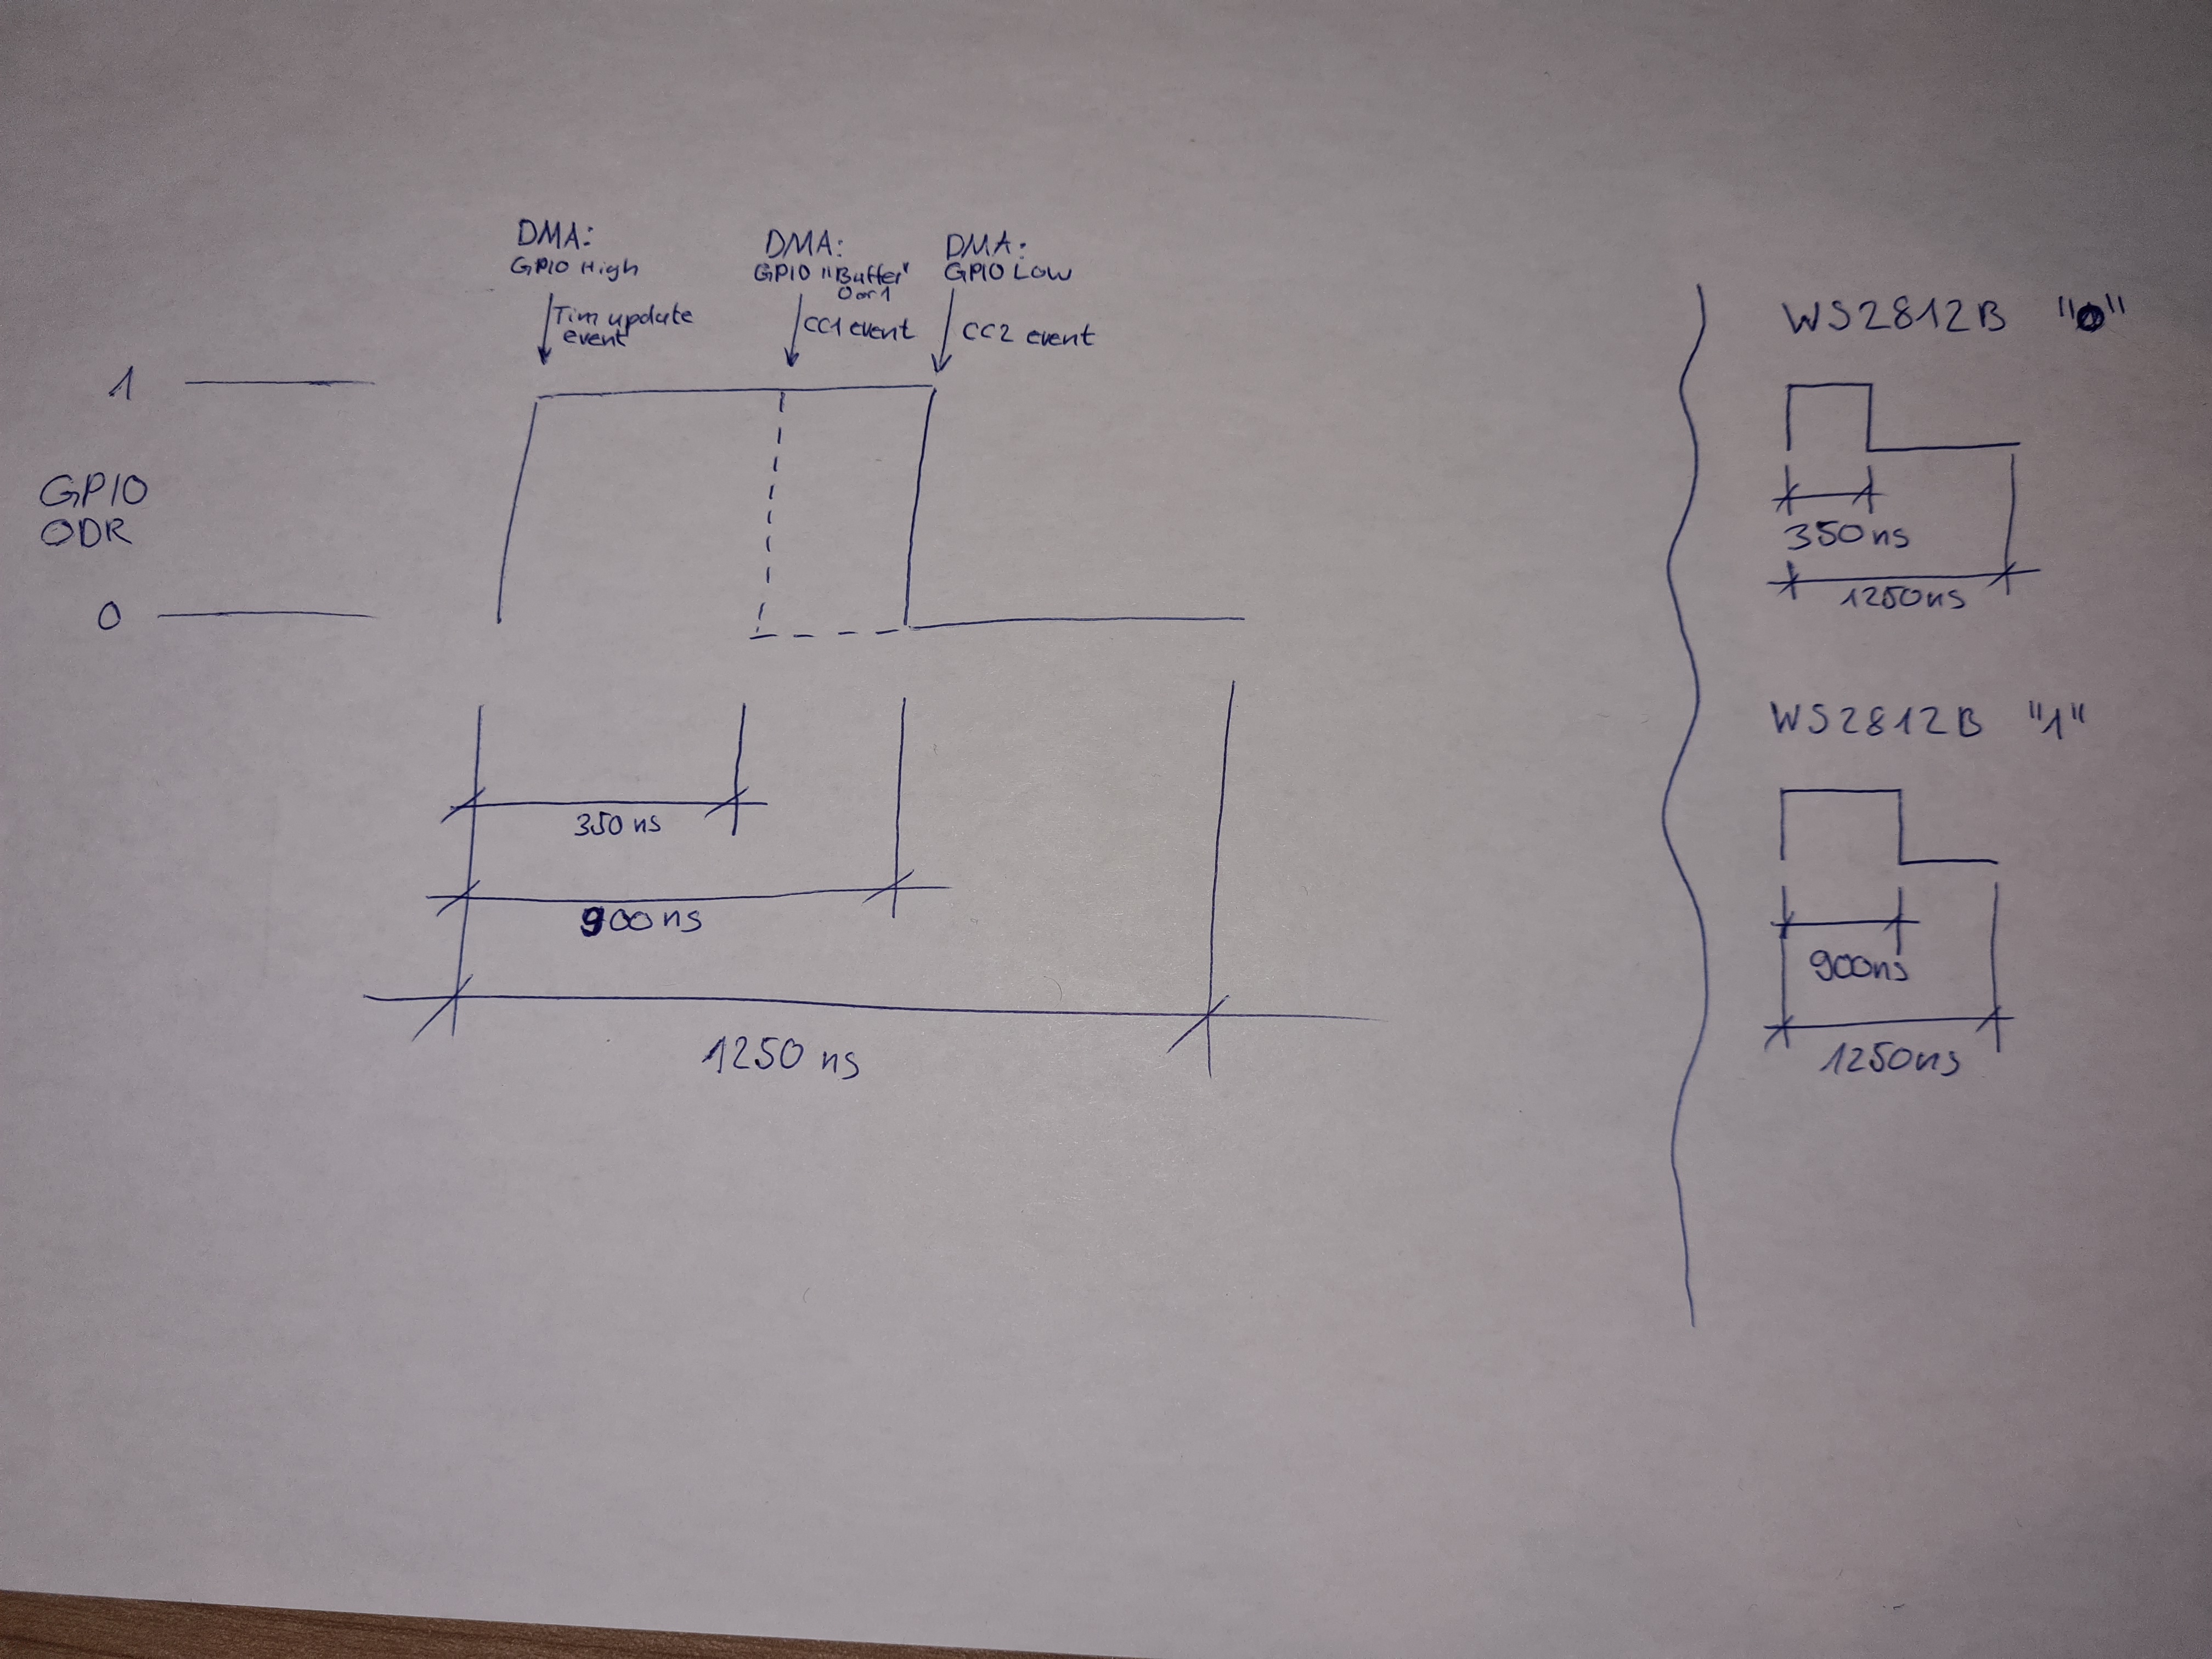 DMA:
GPIO High
Tim update
event
DMA:
GPIO "Buffer"
0 or 1
CC1 event
DMA:
GPIO Low
CC2 event
1
GPIO
ODR
0
350 ns
900 ns
1250 ns
WS2812B "0"
350ns
1250ns
WS2812B "1"
900ns
1250ns